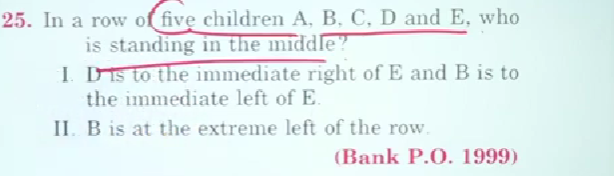 25. In a row of five children A, B, C, D and E, who
is standing in the middle?
I. D is to the immediate right of E and B is to
the immediate left of E.
II. B is at the extreme left of the row.
(Bank P.O. 1999)